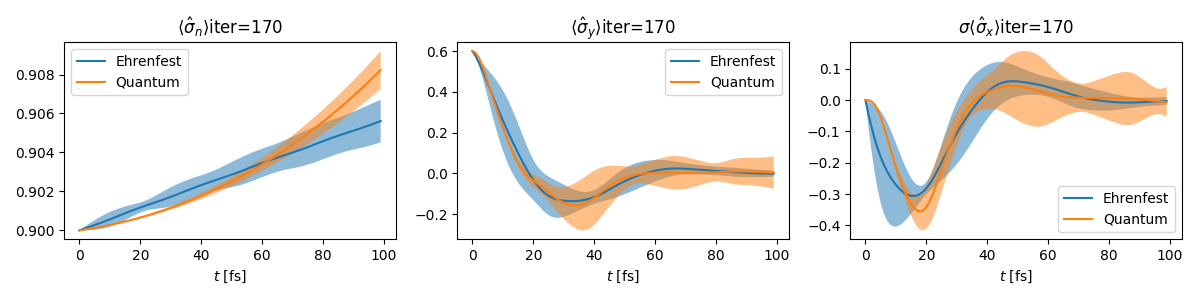 ⟨σ̂ₙ⟩iter=170
0.908
0.906
0.904
0.902
0.900
Ehrenfest
Quantum
0 20 40 60 80 100
t [fs]
⟨σ̂ᵧ⟩iter=170
0.6
0.4
0.2
0.0
−0.2
Ehrenfest
Quantum
0 20 40 60 80 100
t [fs]
σ⟨σ̂ₓ⟩iter=170
0.1
0.0
−0.1
−0.2
−0.3
−0.4
Ehrenfest
Quantum
0 20 40 60 80 100
t [fs]